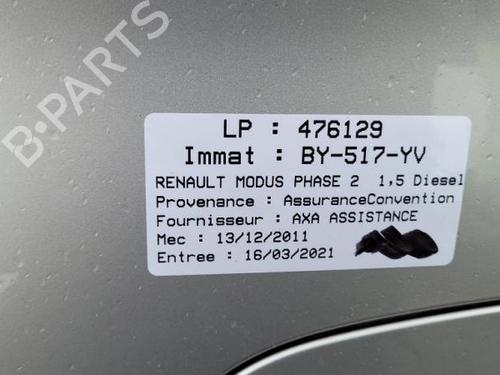 B-PARTS
LP : 476129
Immat : BY-517-YV
RENAULT MODUS PHASE 2 1,5 Diesel
Provenance : AssuranceConvention
Fournisseur : AXA ASSISTANCE
Mec : 13/12/2011
Entree : 16/03/2021